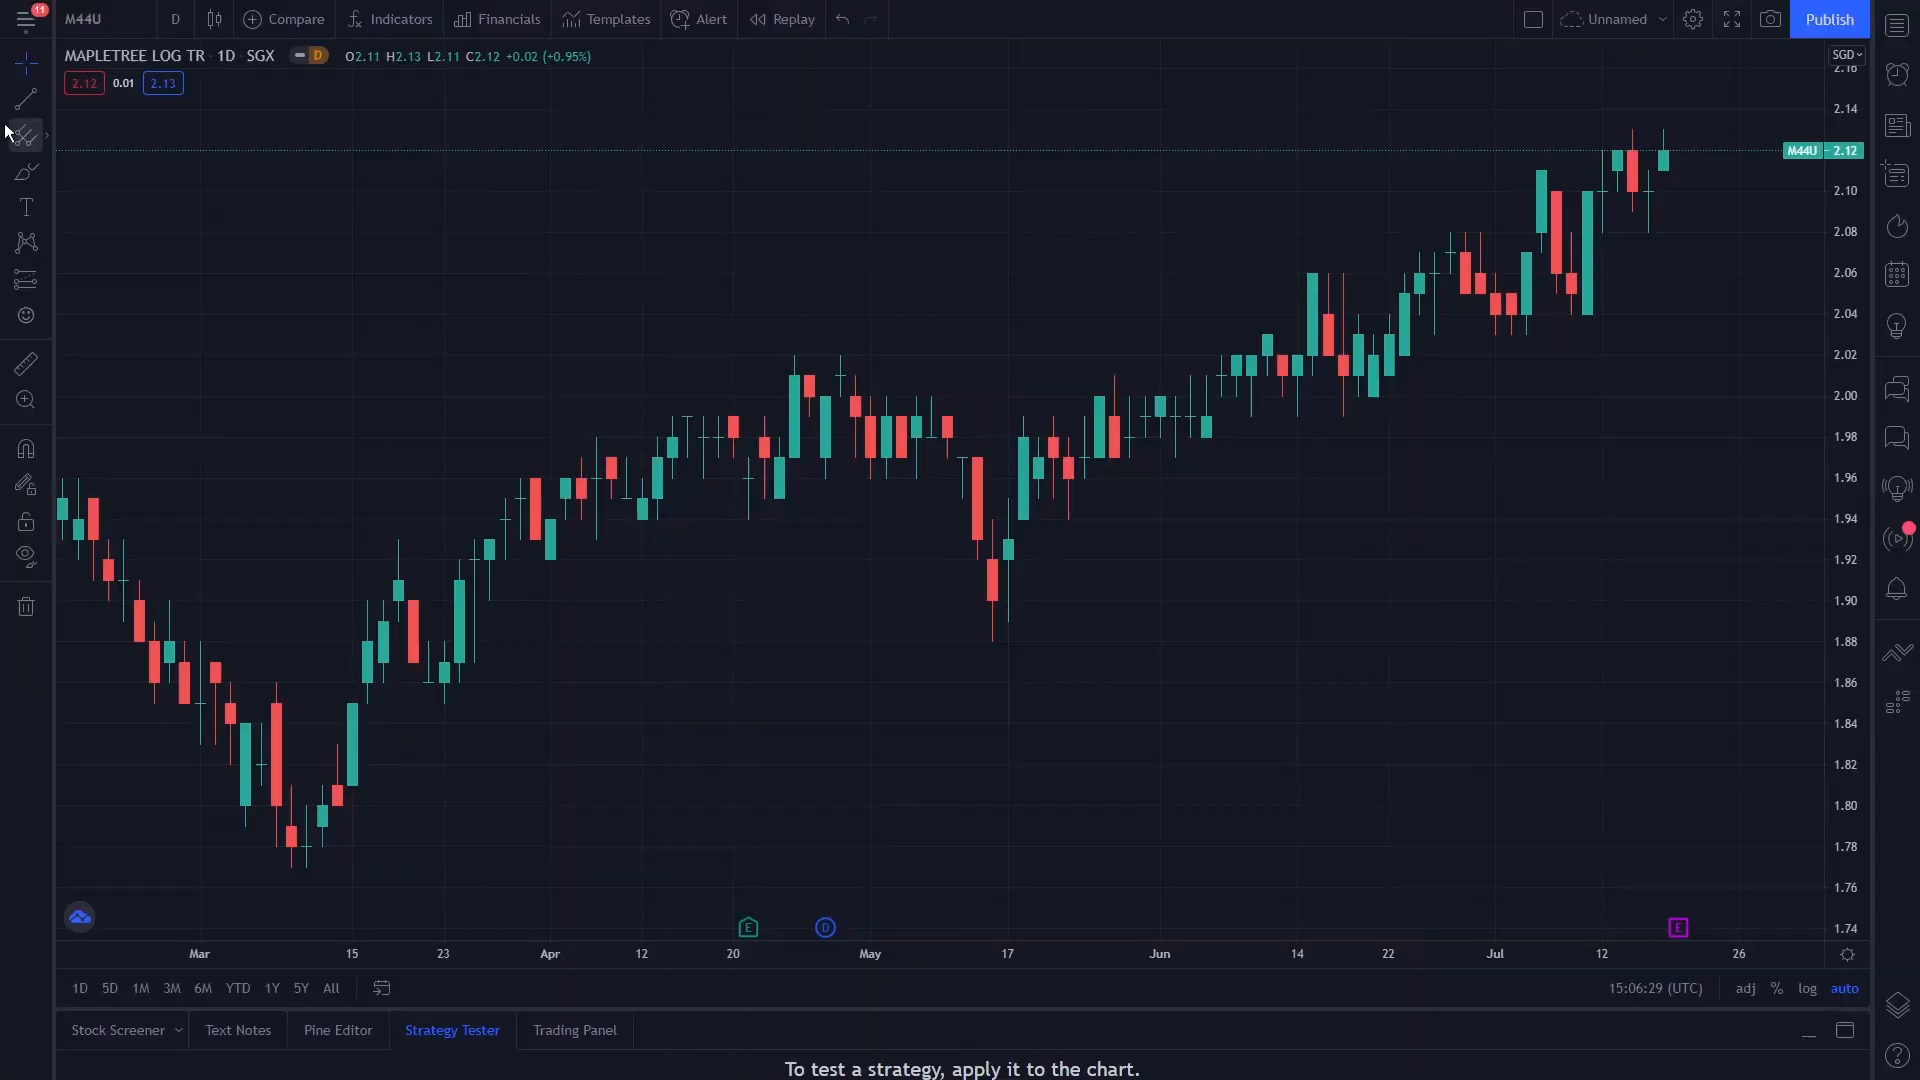 11
M44U D Compare Indicators Financials Templates Alert Replay Unnamed Publish
MAPLETREE LOG TR · 1D · SGX D O2.11 H2.13 L2.11 C2.12 +0.02 (+0.95%) SGD
2.12 0.01 2.13
2.16
2.14
M44U 2.12
2.10
2.08
2.06
2.04
2.02
2.00
1.98
1.96
1.94
1.92
1.90
1.88
1.86
1.84
1.82
1.80
1.78
1.76
E D E 1.74
Mar 15 23 Apr 12 20 May 17 Jun 14 22 Jul 12 26
1D 5D 1M 3M 6M YTD 1Y 5Y All 15:06:29 (UTC) adj % log auto
Stock Screener Text Notes Pine Editor Strategy Tester Trading Panel
To test a strategy, apply it to the chart.